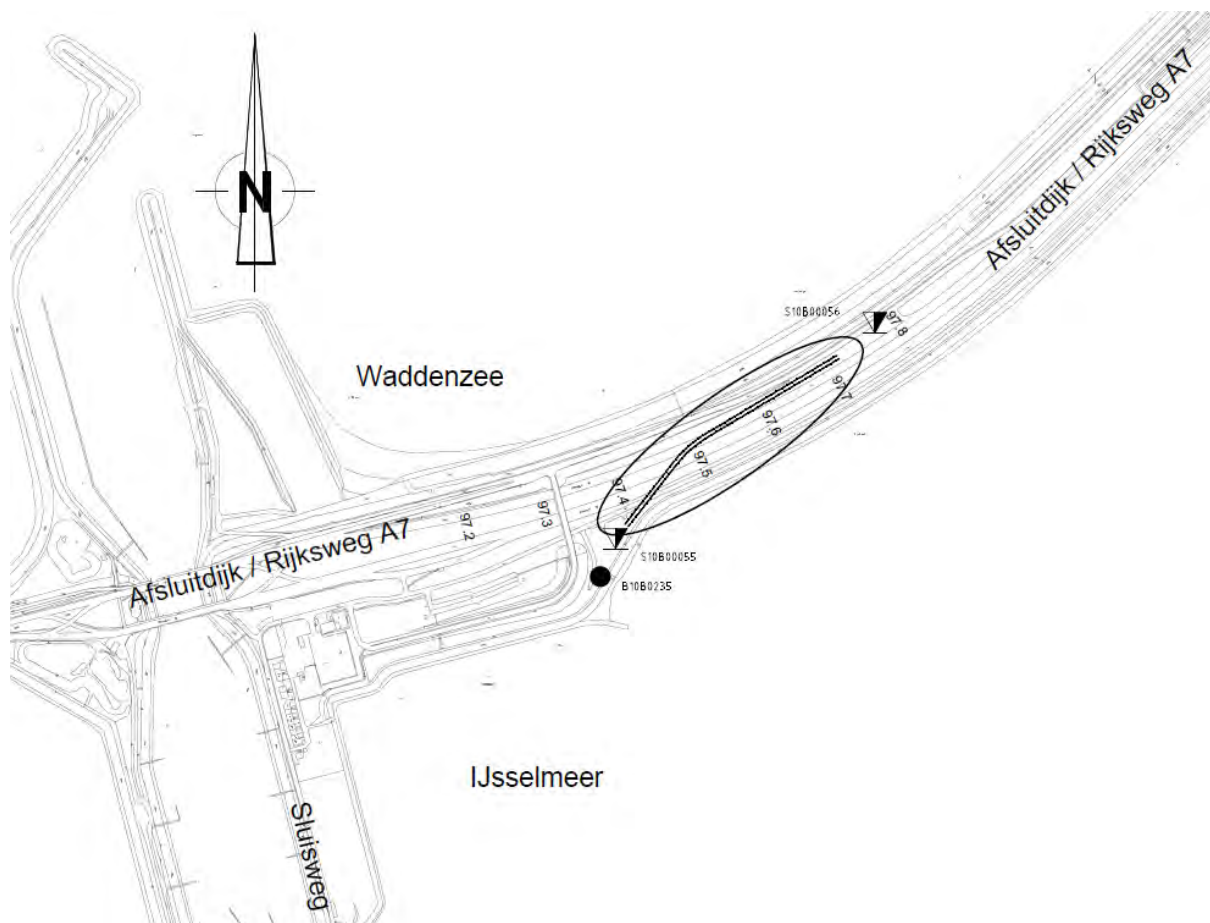 Afsluitdijk / Rijksweg A7
N
S10B00056
97.8
Waddenzee
97.7
97.6
97.5
97.4
97.3
97.2
Afsluitdijk / Rijksweg A7
S10B00055
B10B0235
IJsselmeer
Sluisweg